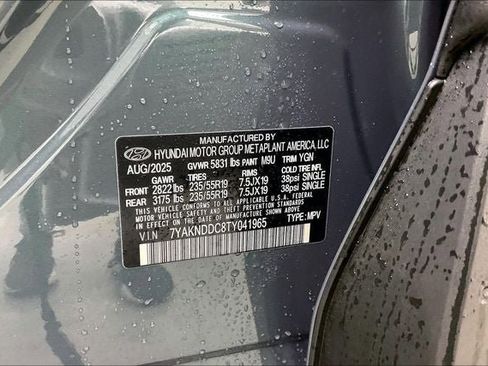 MANUFACTURED BY
HYUNDAI MOTOR GROUP METAPLANT AMERICA, LLC
AUG/2025 GVWR 5831 lbs PAINT M9U TRIM YGN
GAWR TIRES RIMS COLD TIRE INFL
FRONT 2822 lbs 235/55R19 7.5JX19 38psi SINGLE
REAR 3175 lbs 235/55R19 7.5JX19 38psi SINGLE
THIS VEHICLE CONFORMS TO ALL APPLICABLE U.S.A. FEDERAL
MOTOR VEHICLE SAFETY AND THEFT PREVENTION STANDARDS
IN EFFECT ON THE DATE OF MANUFACTURE SHOWN ABOVE.
VIN 7YAKNDDC8TY041965 TYPE: MPV